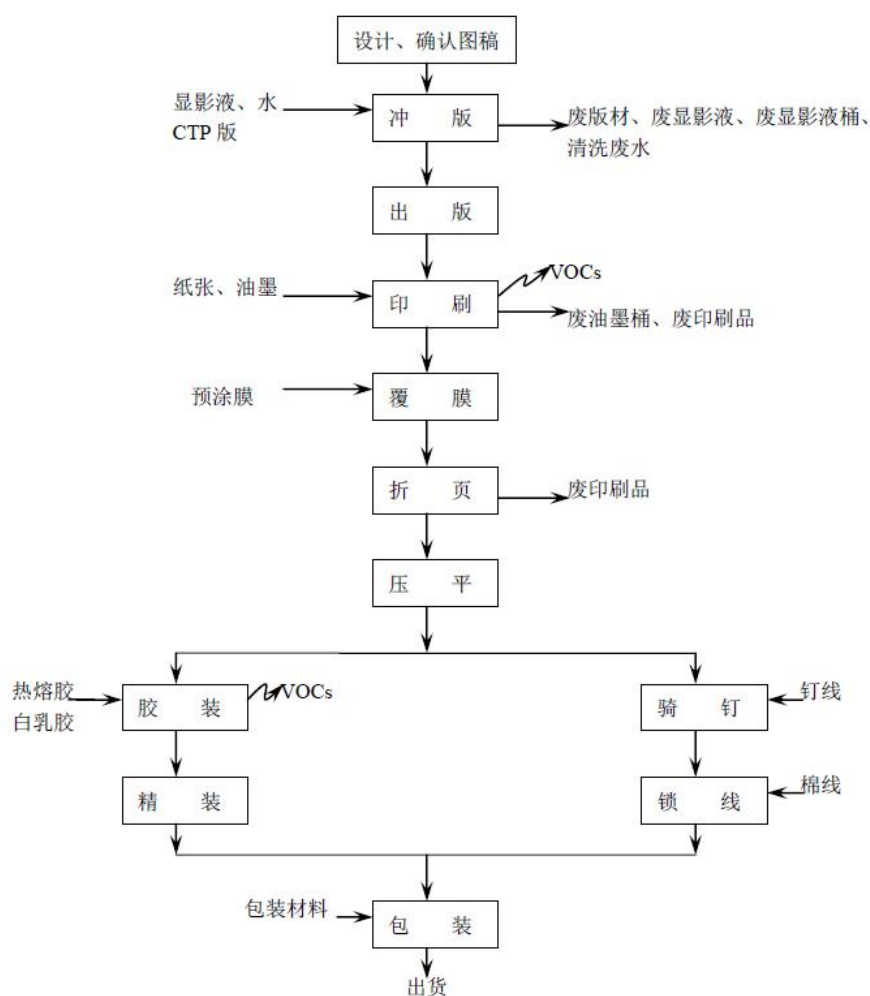 设计、确认图稿
显影液、水
CTP 版
冲 版
废版材、废显影液、废显影液桶、
清洗废水
出 版
纸张、油墨
印 刷
VOCs
废油墨桶、废印刷品
预涂膜
覆 膜
折 页
废印刷品
压 平
热熔胶
白乳胶
胶 装
VOCs
骑 钉
钉线
精 装
锁 线
棉线
包装材料
包 装
出货